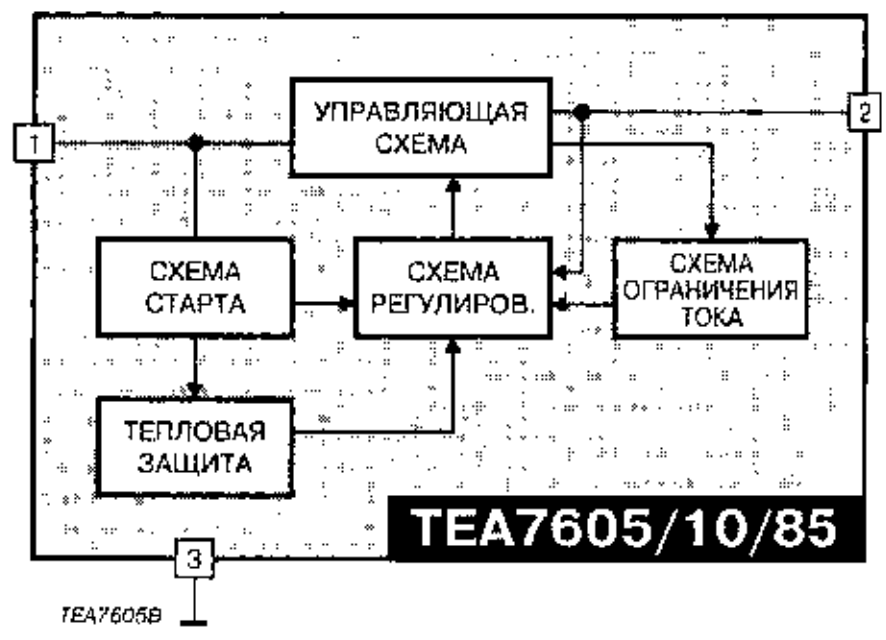 УПРАВЛЯЮЩАЯ
СХЕМА
1
2
СХЕМА
СТАРТА
СХЕМА
РЕГУЛИРОВ.
СХЕМА
ОГРАНИЧЕНИЯ
ТОКА
ТЕПЛОВАЯ
ЗАЩИТА
TEA7605/10/85
3
TEA7605B